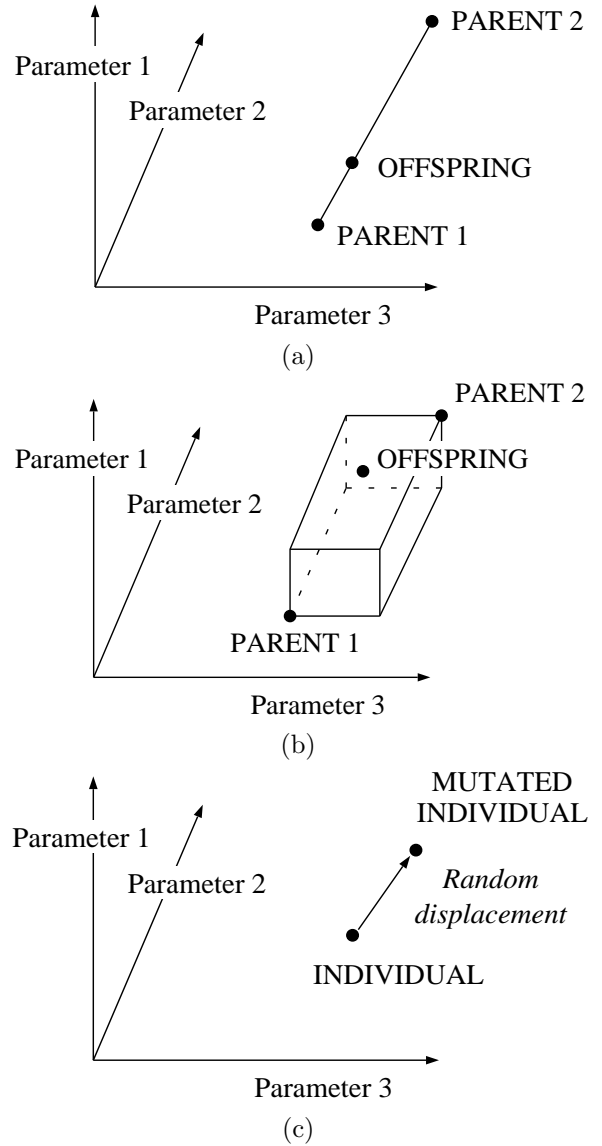 PARENT 2
Parameter 1
Parameter 2
OFFSPRING
PARENT 1
Parameter 3
(a)
PARENT 2
Parameter 1
OFFSPRING
Parameter 2
PARENT 1
Parameter 3
(b)
MUTATED
INDIVIDUAL
Parameter 1
Parameter 2
Random
displacement
INDIVIDUAL
Parameter 3
(c)